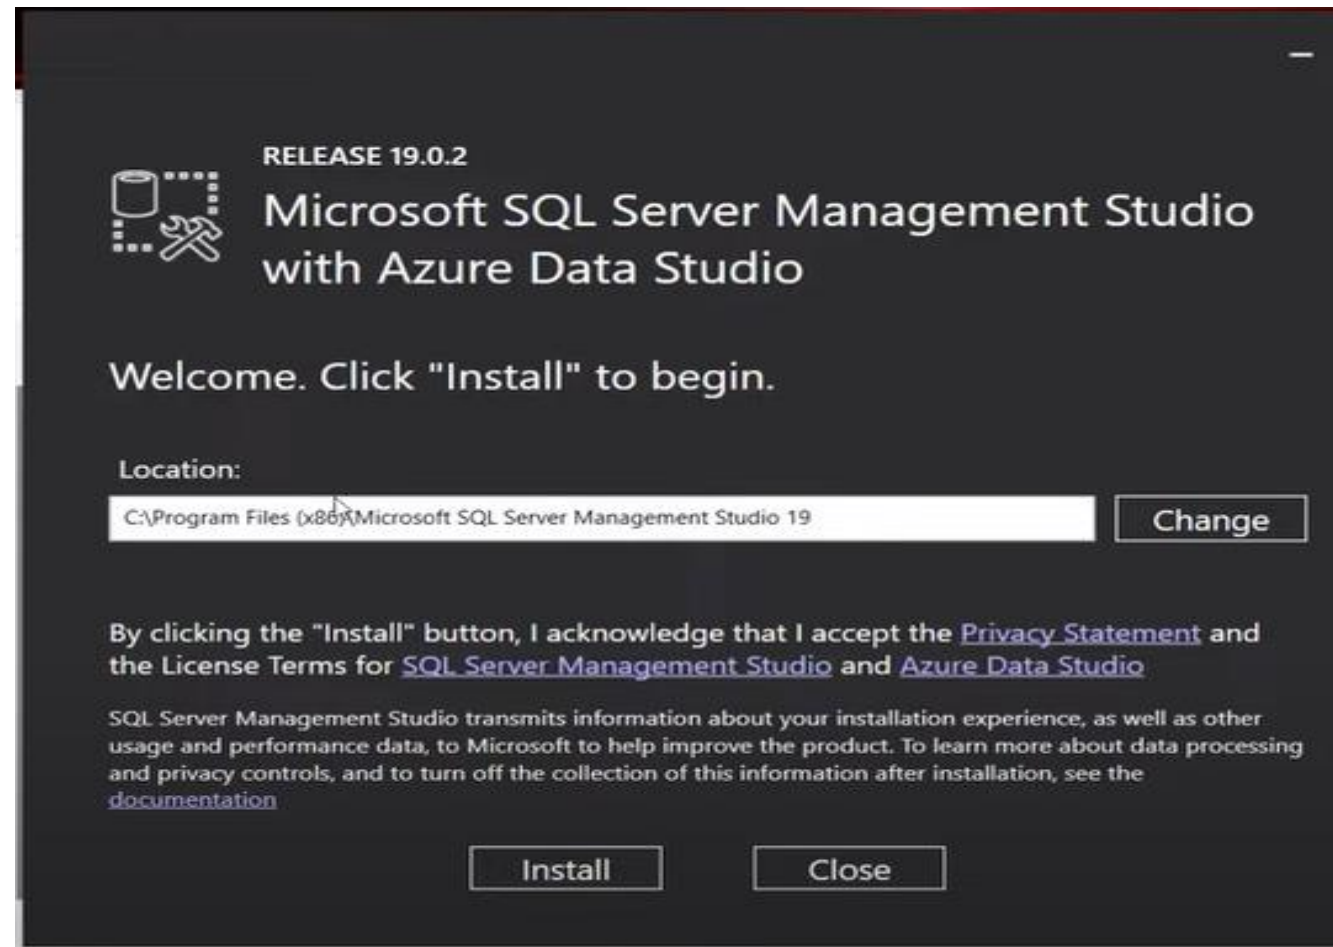 RELEASE 19.0.2
Microsoft SQL Server Management Studio
with Azure Data Studio
Welcome. Click "Install" to begin.
Location:
C:\Program Files (x86)\Microsoft SQL Server Management Studio 19
Change
By clicking the "Install" button, I acknowledge that I accept the Privacy Statement and
the License Terms for SQL Server Management Studio and Azure Data Studio
SQL Server Management Studio transmits information about your installation experience, as well as other
usage and performance data, to Microsoft to help improve the product. To learn more about data processing
and privacy controls, and to turn off the collection of this information after installation, see the
documentation
Install
Close